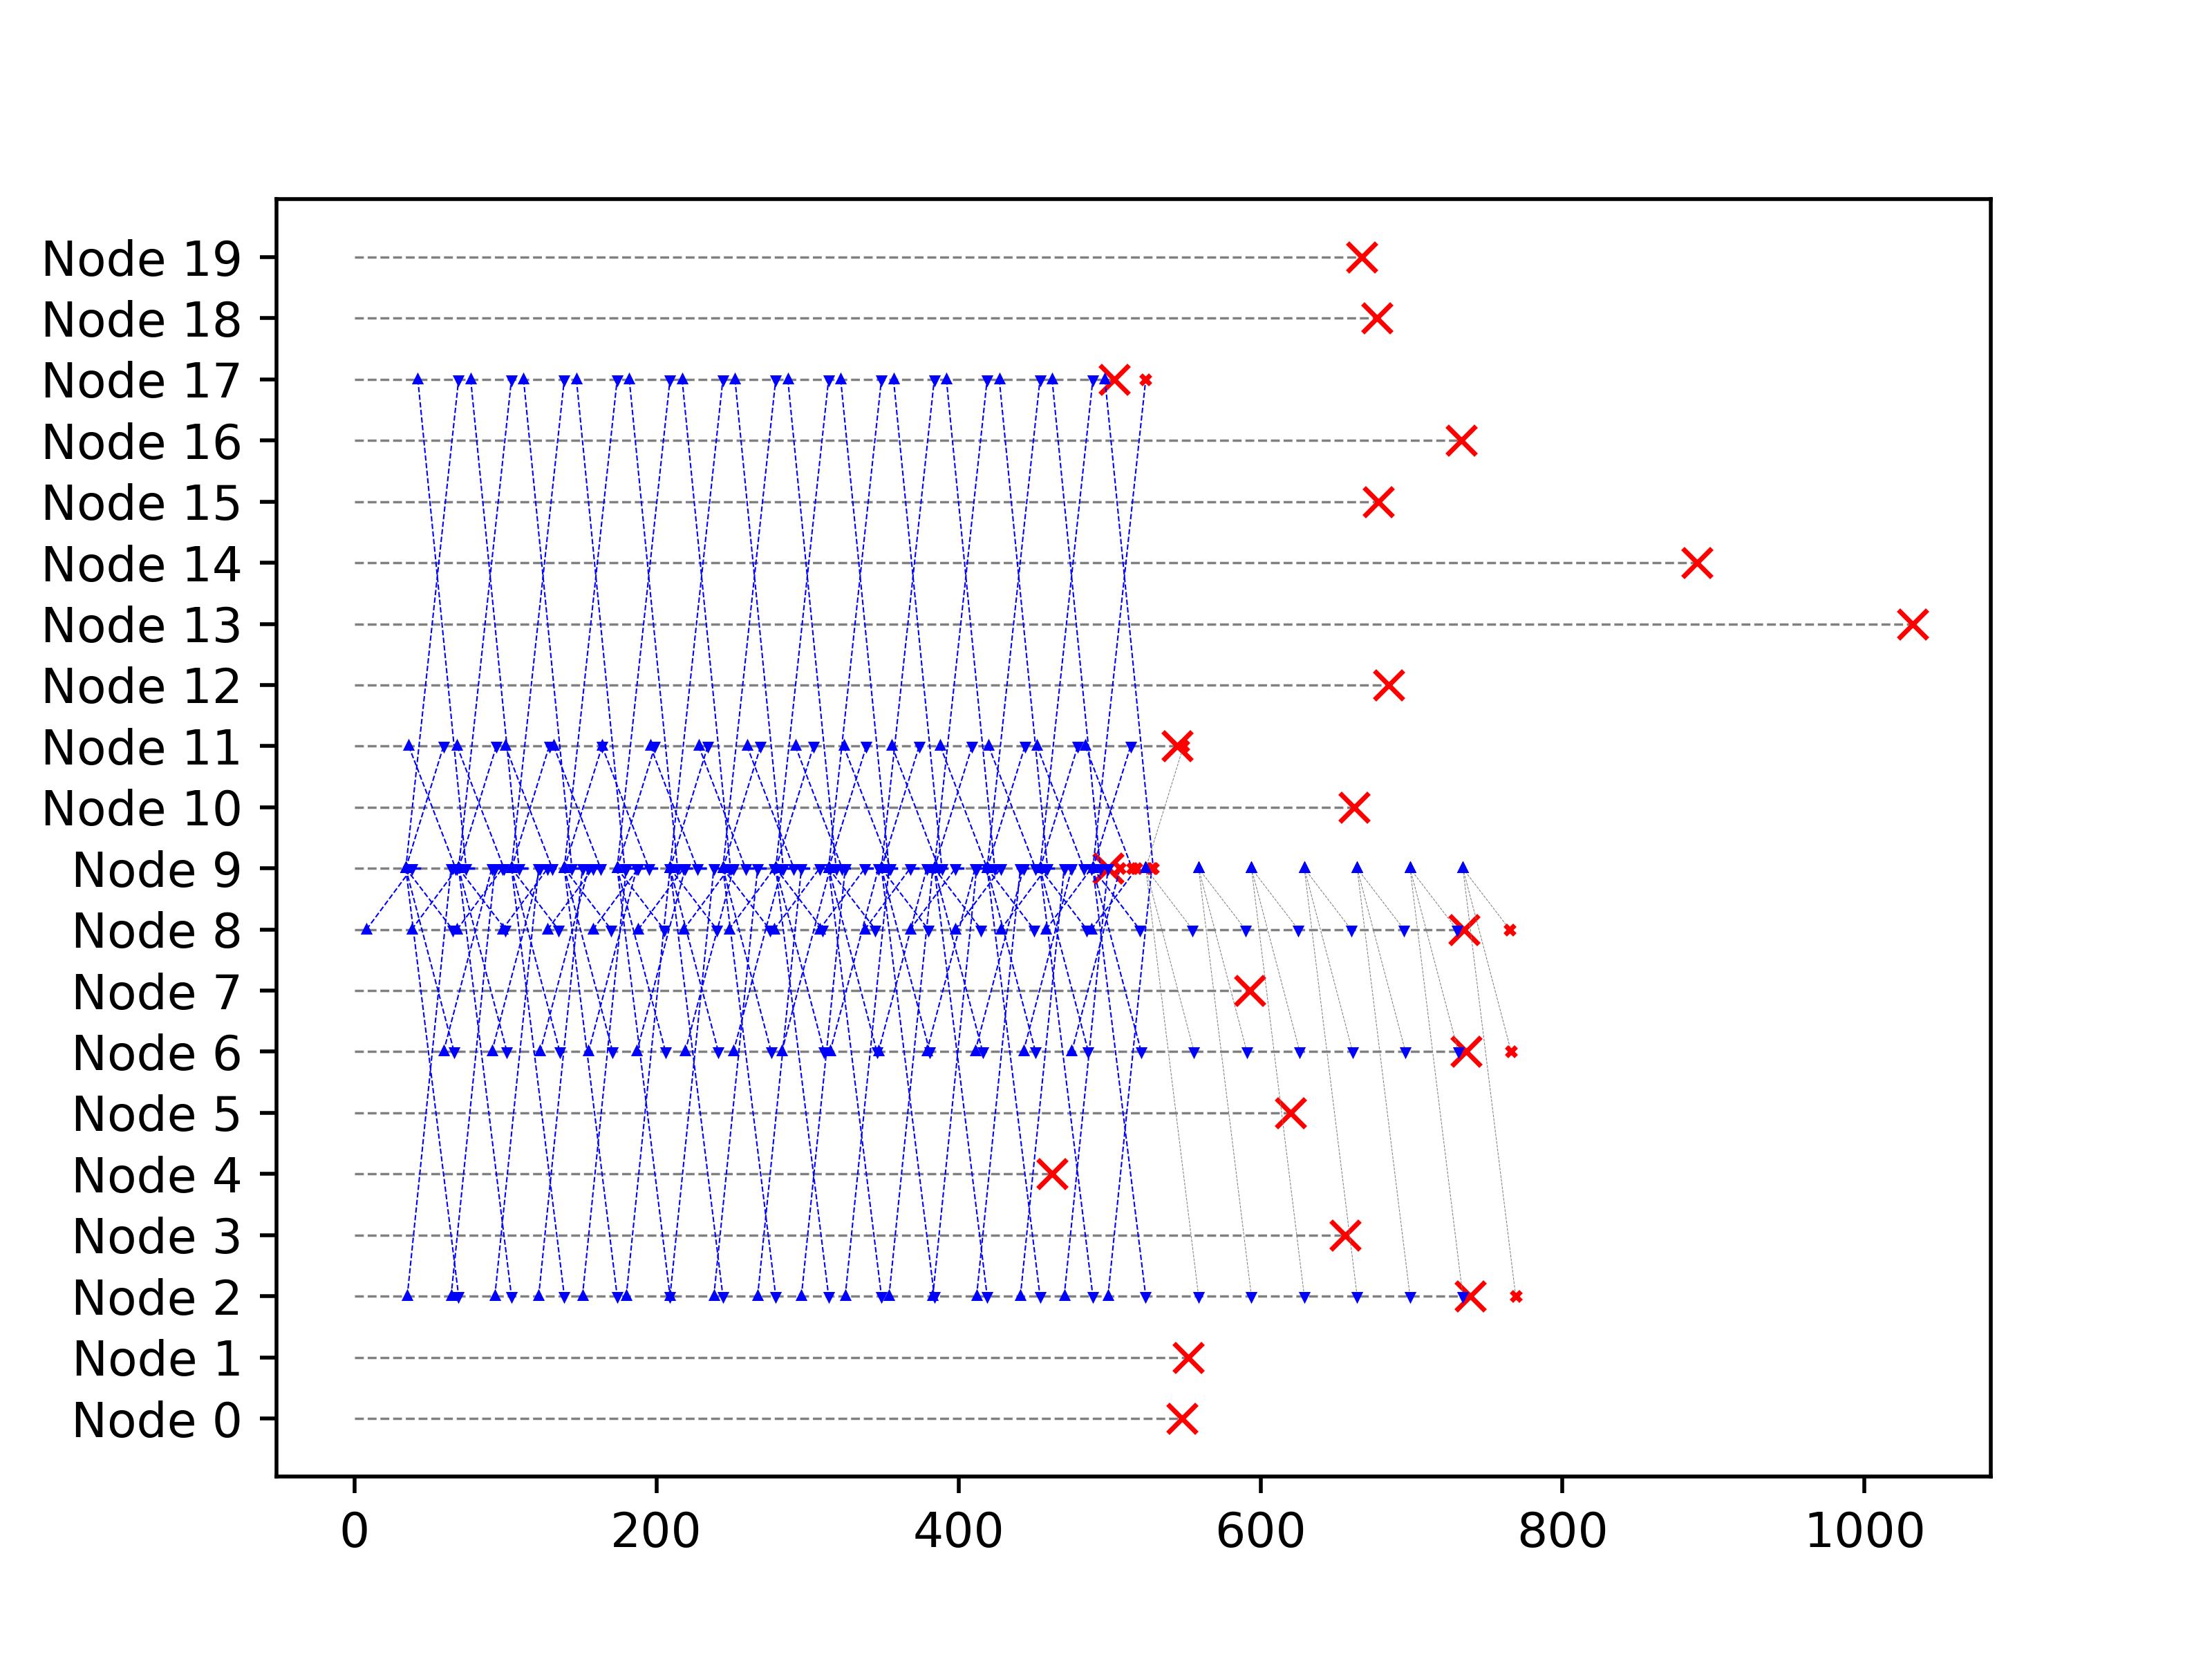 Node 19
Node 18
Node 17
Node 16
Node 15
Node 14
Node 13
Node 12
Node 11
Node 10
Node 9
Node 8
Node 7
Node 6
Node 5
Node 4
Node 3
Node 2
Node 1
Node 0
0 200 400 600 800 1000